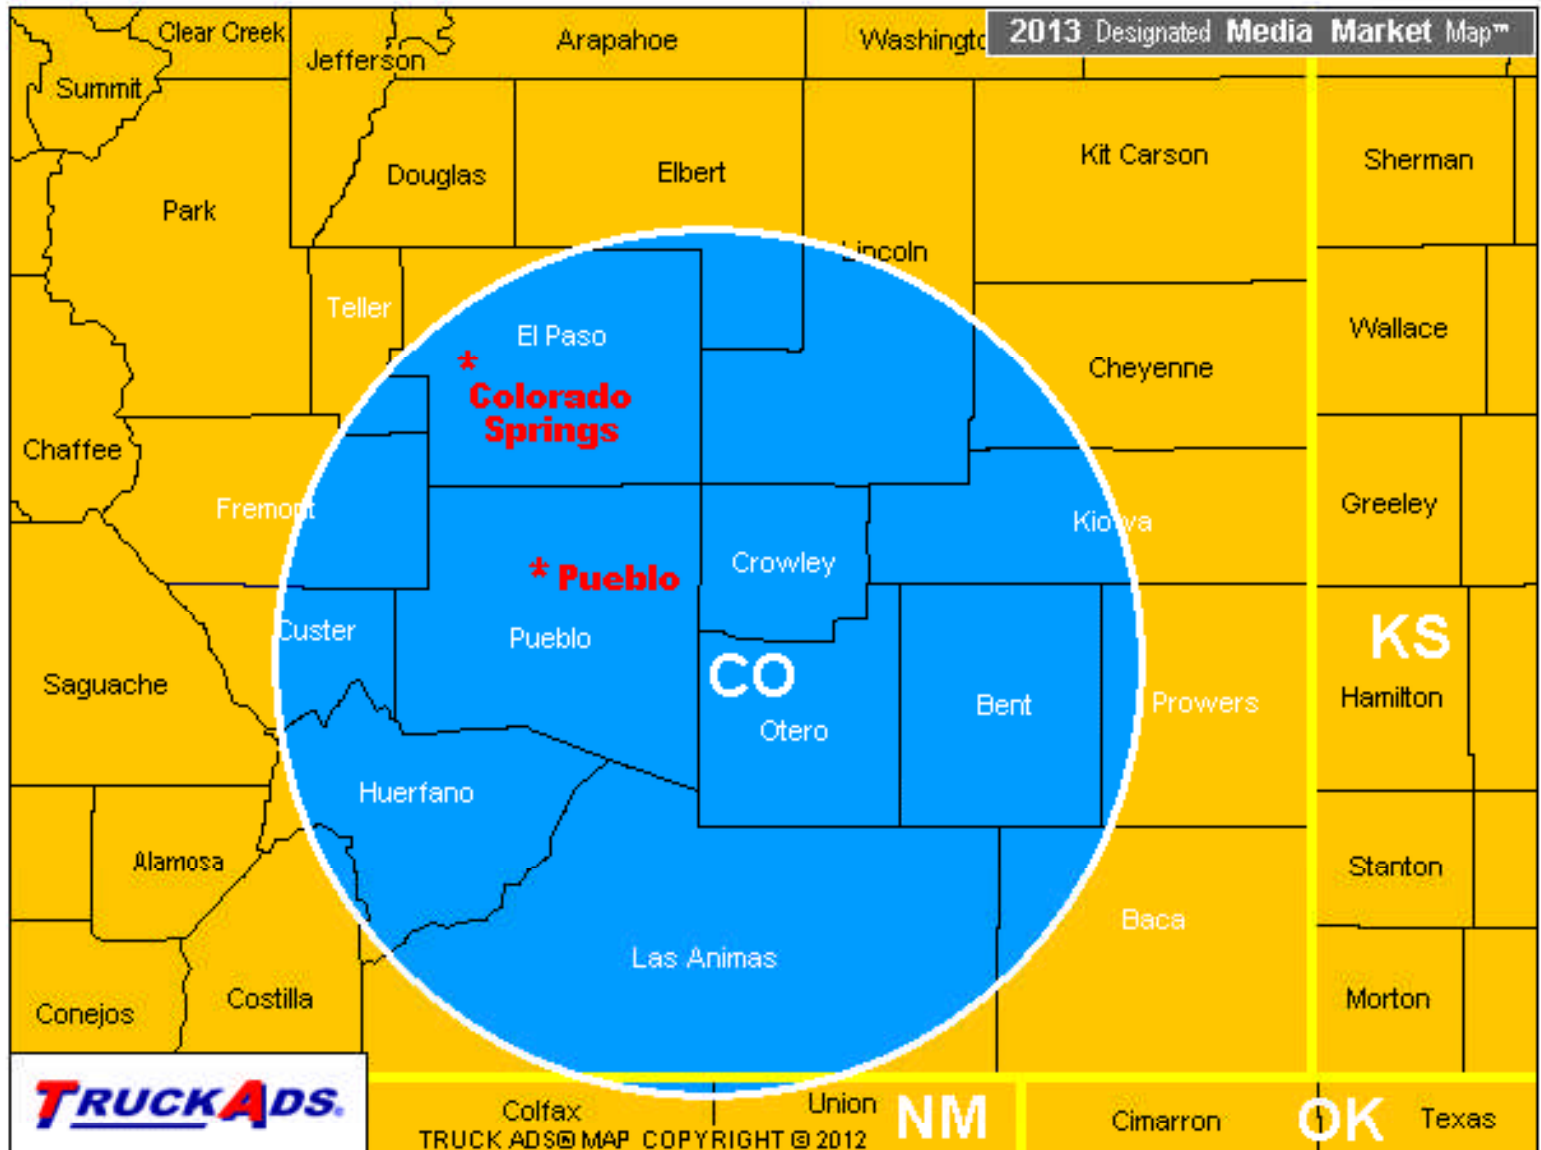 2013 Designated Media Market Map™
Clear Creek
Jefferson
Arapahoe
Washingto
Summit
Park
Douglas
Elbert
Lincoln
Kit Carson
Sherman
Teller
El Paso
Cheyenne
Wallace
*
Colorado
Springs
Chaffee
Fremont
Kiowa
Greeley
Crowley
* Pueblo
Custer
Pueblo
CO
KS
Saguache
Otero
Bent
Prowers
Hamilton
Huerfano
Alamosa
Stanton
Las Animas
Baca
Conejos
Costilla
Morton
TRUCKADS®
Colfax
Union
NM
Cimarron
OK
Texas
TRUCK ADS® MAP COPYRIGHT © 2012